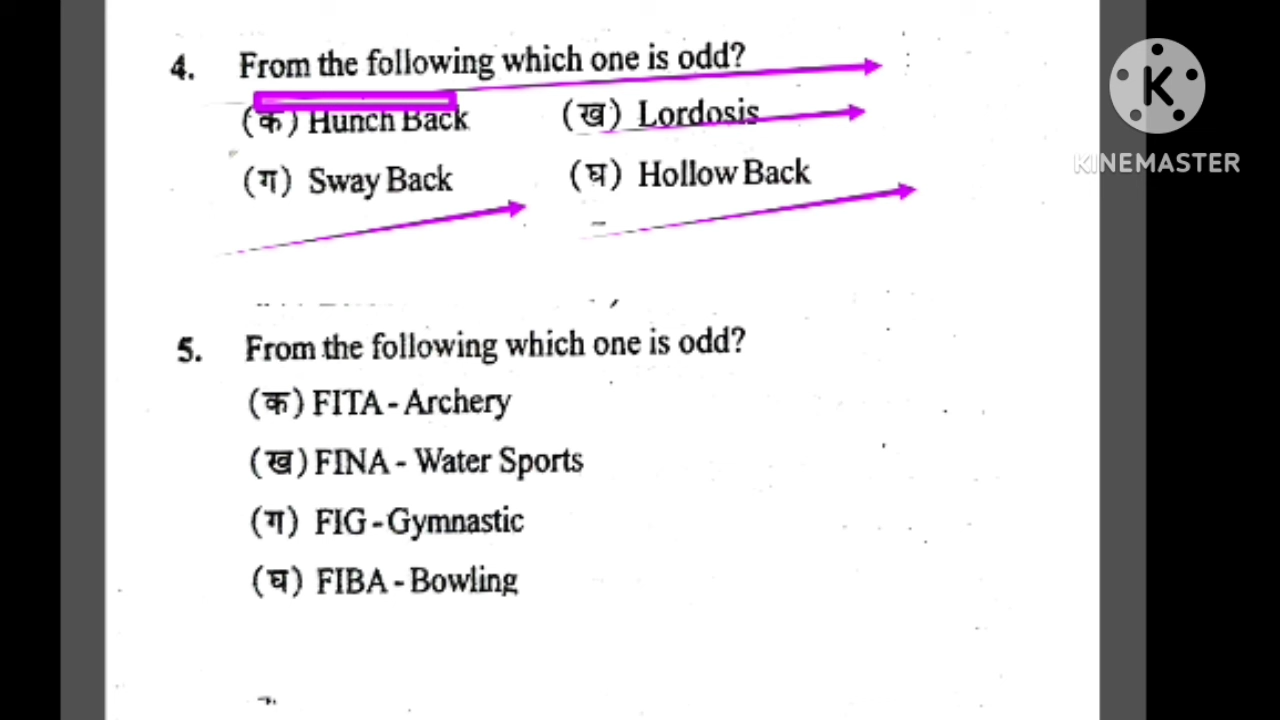 4. From the following which one is odd?
(क) Hunch Back (ख) Lordosis
(ग) Sway Back (घ) Hollow Back
5. From the following which one is odd?
(क) FITA - Archery
(ख) FINA - Water Sports
(ग) FIG - Gymnastic
(घ) FIBA - Bowling
K
KINEMASTER